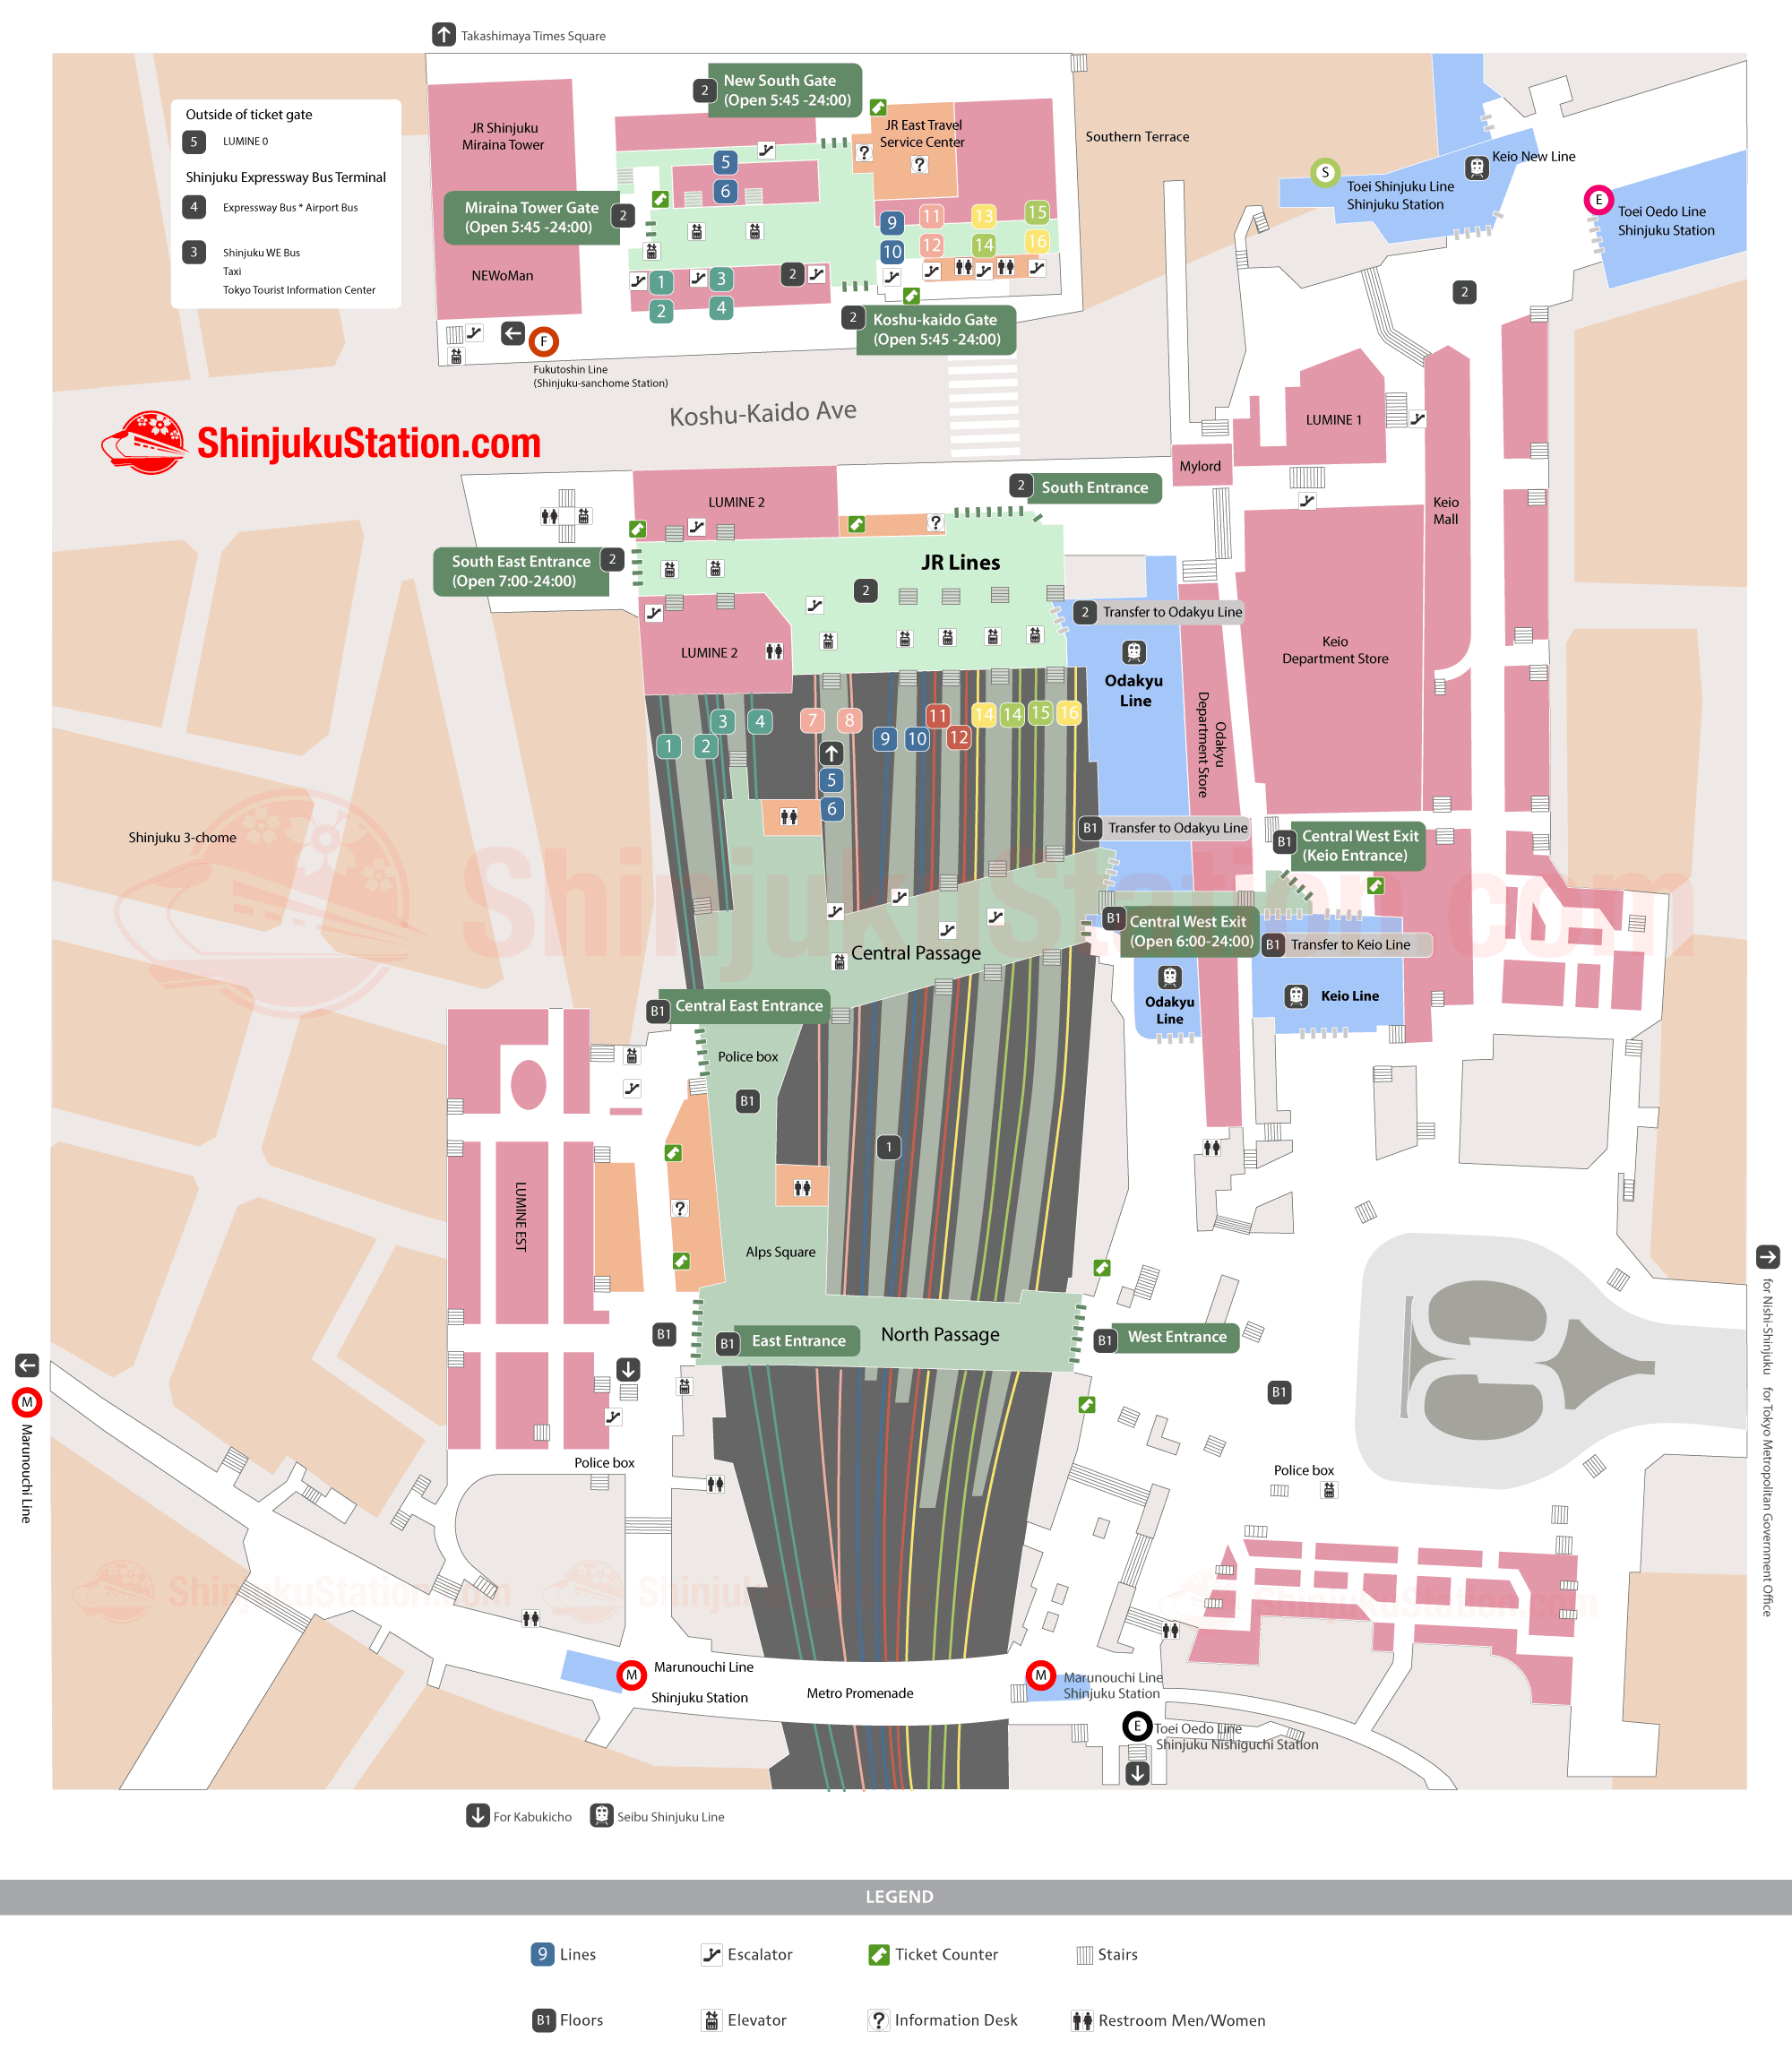 Takashimaya Times Square
Outside of ticket gate
5
LUMINE 0
Shinjuku Expressway Bus Terminal
4
Expressway Bus * Airport Bus
3
Shinjuku WE Bus
Taxi
Tokyo Tourist Information Center
JR Shinjuku
Miraina Tower
NEWoMan
2
New South Gate
(Open 5:45 -24:00)
JR East Travel
Service Center
?
?
5
6
Miraina Tower Gate
(Open 5:45 -24:00)
2
9
11
13
15
10
12
14
16
1
3
2
2
4
2
Koshu-kaido Gate
(Open 5:45 -24:00)
F
Fukutoshin Line
(Shinjuku-sanchome Station)
Southern Terrace
S
Toei Shinjuku Line
Shinjuku Station
Keio New Line
E
Toei Oedo Line
Shinjuku Station
2
Koshu-Kaido Ave
ShinjukuStation.com
LUMINE 1
Mylord
Keio
Mall
2
South Entrance
LUMINE 2
?
South East Entrance
(Open 7:00-24:00)
2
JR Lines
2
2
Transfer to Odakyu Line
LUMINE 2
Odakyu
Line
Keio
Department Store
Odakyu
Department Store
1
2
3
4
7
8
9
10
11
12
14
14
15
16
5
6
Shinjuku 3-chome
B1
Transfer to Odakyu Line
B1
Central West Exit
(Keio Entrance)
ShinjukuStation.com
B1
Central West Exit
(Open 6:00-24:00)
B1
Transfer to Keio Line
Central Passage
Odakyu
Line
Keio Line
B1
Central East Entrance
Police box
B1
1
LUMINE EST
?
Alps Square
B1
B1
East Entrance
North Passage
B1
West Entrance
B1
M
Marunouchi Line
for Nishi-Shinjuku
for Tokyo Metropolitan Government Office
Police box
Police box
ShinjukuStation.com
Shinjuku
ShinjukuStation.com
M
Marunouchi Line
Shinjuku Station
Metro Promenade
M
Marunouchi Line
Shinjuku Station
E
Toei Oedo Line
Shinjuku Nishiguchi Station
For Kabukicho
Seibu Shinjuku Line
LEGEND
9
Lines
Escalator
Ticket Counter
Stairs
B1
Floors
Elevator
?
Information Desk
Restroom Men/Women